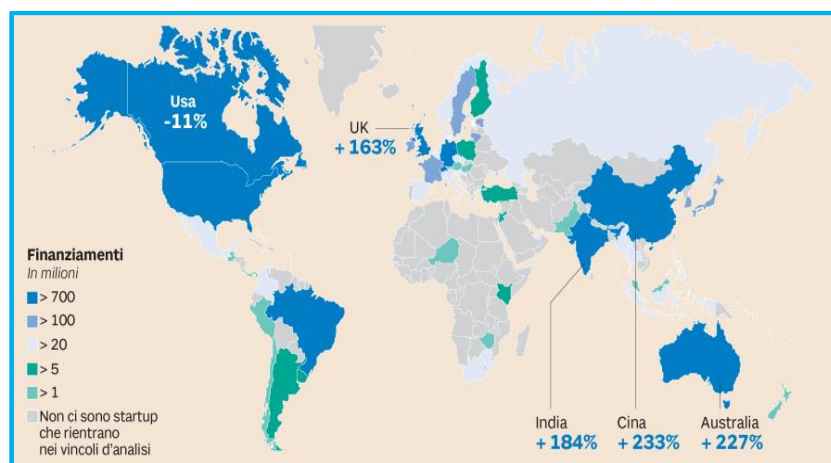 Usa
-11%
UK
+ 163%
Finanziamenti
In milioni
> 700
> 100
> 20
> 5
> 1
Non ci sono startup
che rientrano
nei vincoli d'analisi
India
+ 184%
Cina
+ 233%
Australia
+ 227%